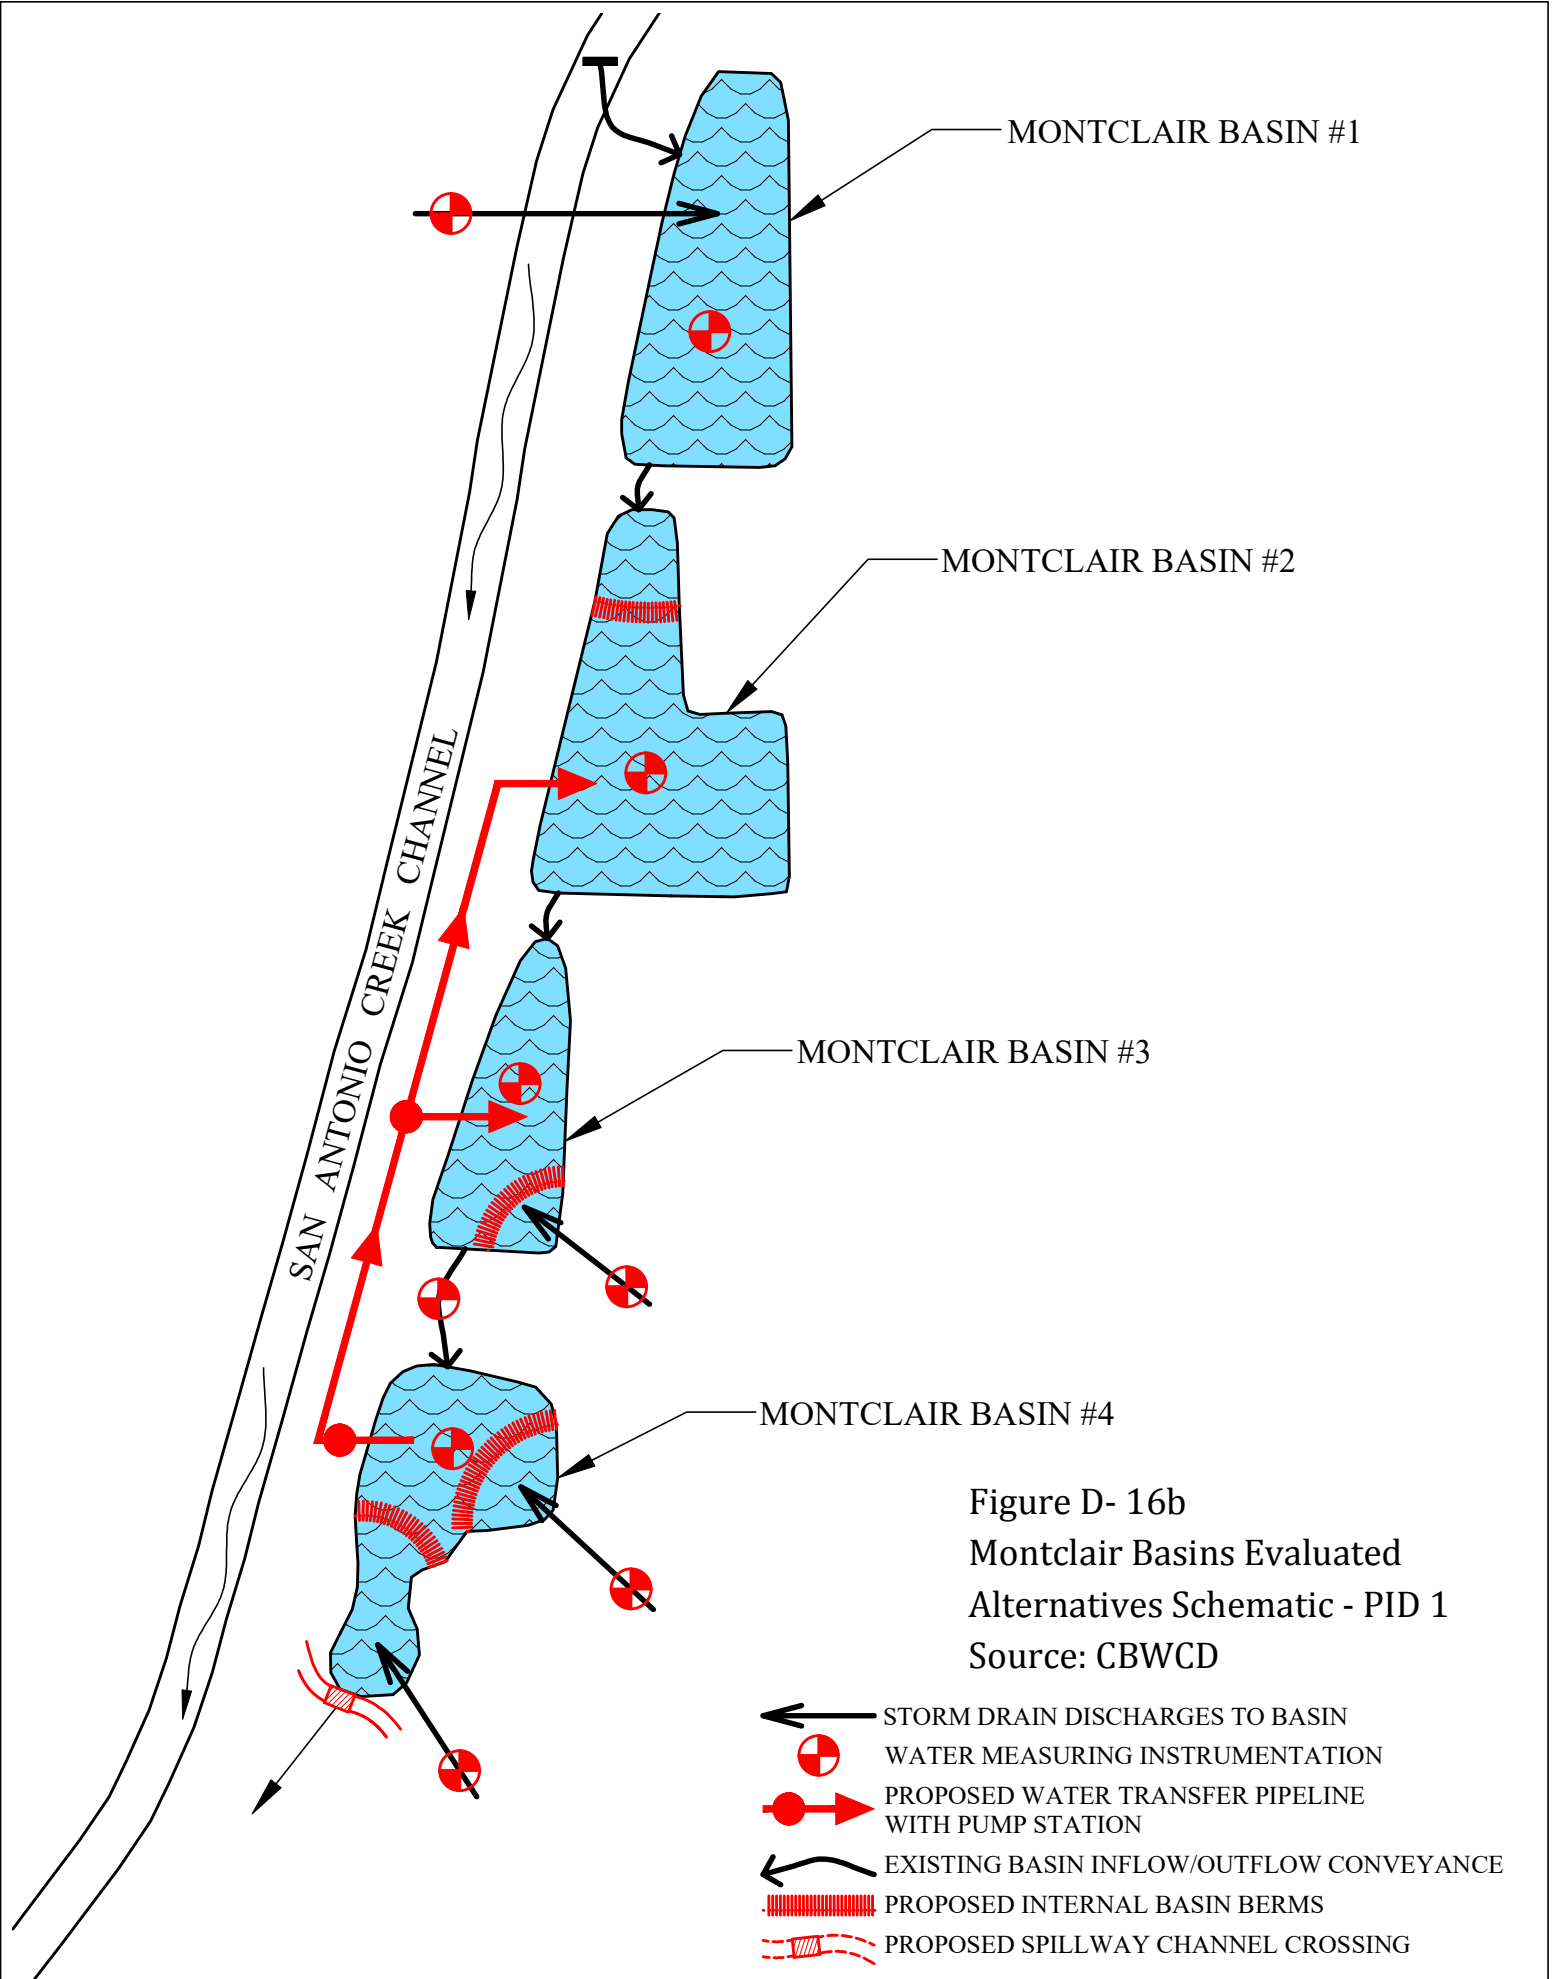 MONTCLAIR BASIN #1
MONTCLAIR BASIN #2
SAN ANTONIO CREEK CHANNEL
MONTCLAIR BASIN #3
MONTCLAIR BASIN #4
Figure D- 16b
Montclair Basins Evaluated
Alternatives Schematic - PID 1
Source: CBWCD
STORM DRAIN DISCHARGES TO BASIN
WATER MEASURING INSTRUMENTATION
PROPOSED WATER TRANSFER PIPELINE
WITH PUMP STATION
EXISTING BASIN INFLOW/OUTFLOW CONVEYANCE
PROPOSED INTERNAL BASIN BERMS
PROPOSED SPILLWAY CHANNEL CROSSING